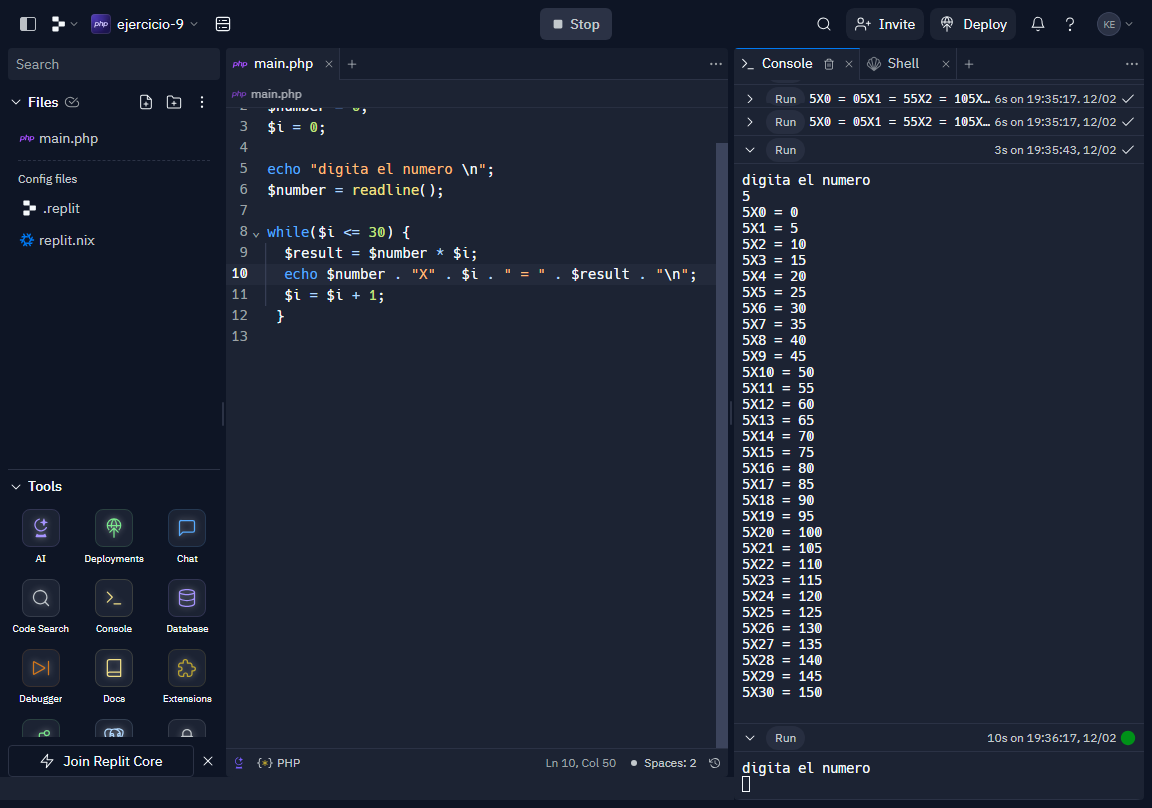 php ejercicio-9
Stop
Invite
Deploy
KE
Search
Files
php main.php
Config files
.replit
replit.nix
Tools
AI
Deployments
Chat
Code Search
Console
Database
Debugger
Docs
Extensions
Join Replit Core
php main.php
php main.php
2 $number = 0;
3 $i = 0;
4
5 echo "digita el numero \n";
6 $number = readline();
7
8 while($i <= 30) {
9 $result = $number * $i;
10 echo $number . "X" . $i . " = " . $result . "\n";
11 $i = $i + 1;
12 }
13
{*} PHP
Ln 10, Col 50
Spaces: 2
Console
Shell
Run 5X0 = 05X1 = 55X2 = 105X… 6s on 19:35:17, 12/02
Run 5X0 = 05X1 = 55X2 = 105X… 6s on 19:35:17, 12/02
Run 3s on 19:35:43, 12/02
digita el numero
5
5X0 = 0
5X1 = 5
5X2 = 10
5X3 = 15
5X4 = 20
5X5 = 25
5X6 = 30
5X7 = 35
5X8 = 40
5X9 = 45
5X10 = 50
5X11 = 55
5X12 = 60
5X13 = 65
5X14 = 70
5X15 = 75
5X16 = 80
5X17 = 85
5X18 = 90
5X19 = 95
5X20 = 100
5X21 = 105
5X22 = 110
5X23 = 115
5X24 = 120
5X25 = 125
5X26 = 130
5X27 = 135
5X28 = 140
5X29 = 145
5X30 = 150
Run 10s on 19:36:17, 12/02
digita el numero